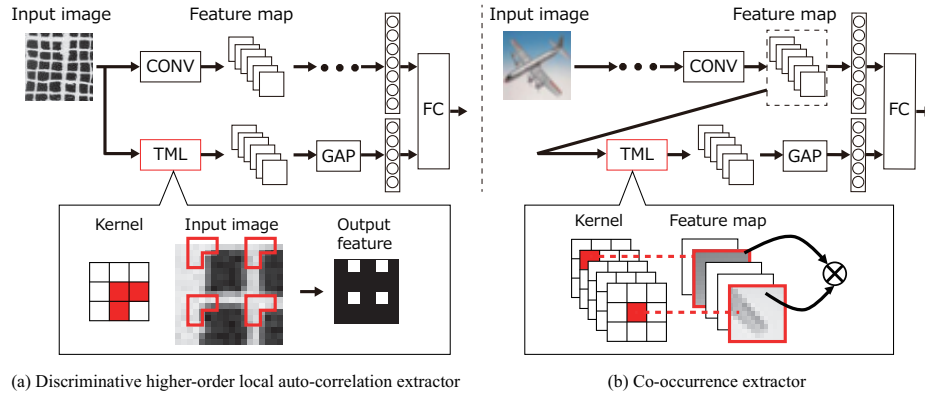 Input image
Feature map
CONV
FC
TML
GAP
Kernel
Input image
Output
feature
(a) Discriminative higher-order local auto-correlation extractor
Input image
Feature map
CONV
FC
TML
GAP
Kernel
Feature map
(b) Co-occurrence extractor